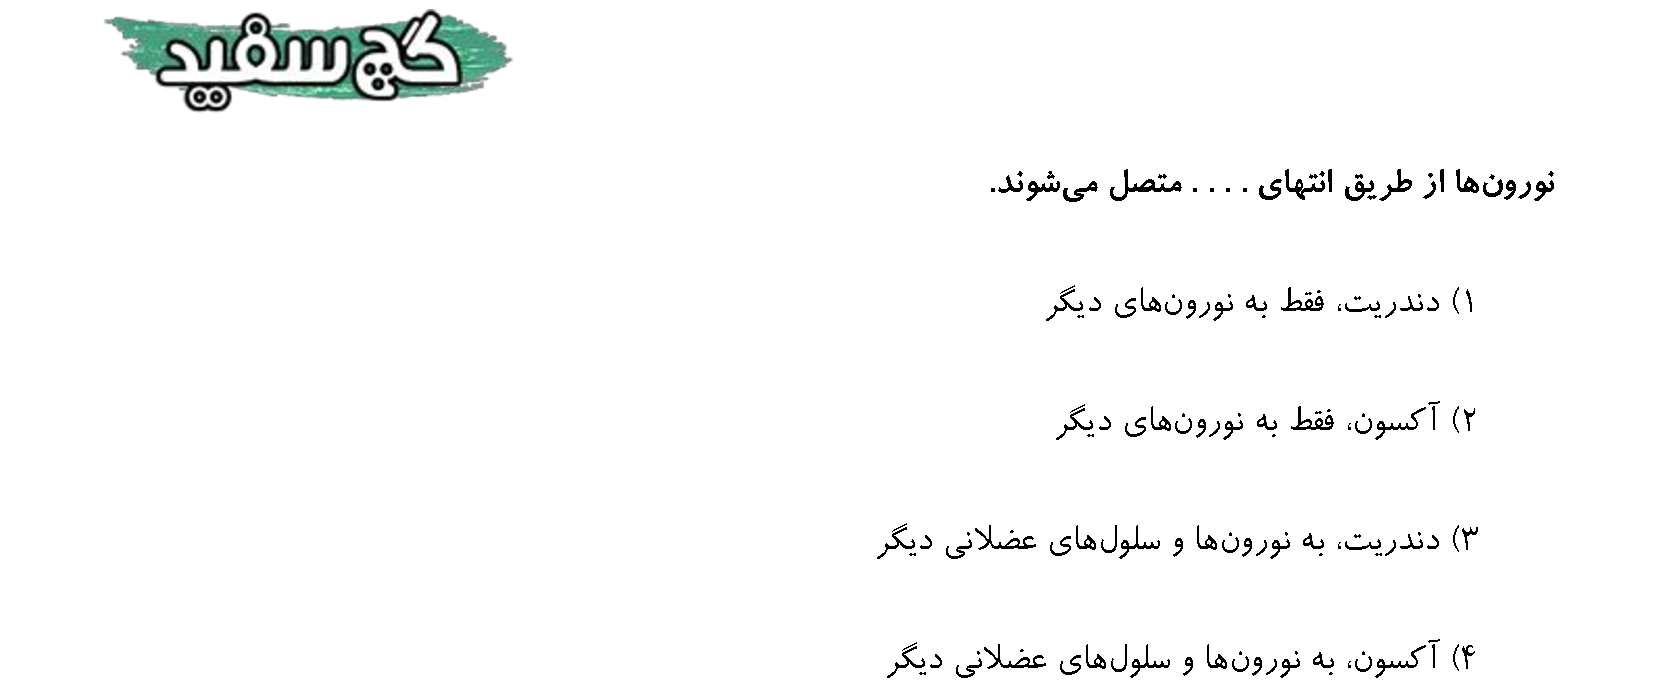 گچ سفید
نورون‌ها از طریق انتهای . . . . متصل می‌شوند.
۱) دندریت، فقط به نورون‌های دیگر
۲) آکسون، فقط به نورون‌های دیگر
۳) دندریت، به نورون‌ها و سلول‌های عضلانی دیگر
۴) آکسون، به نورون‌ها و سلول‌های عضلانی دیگر